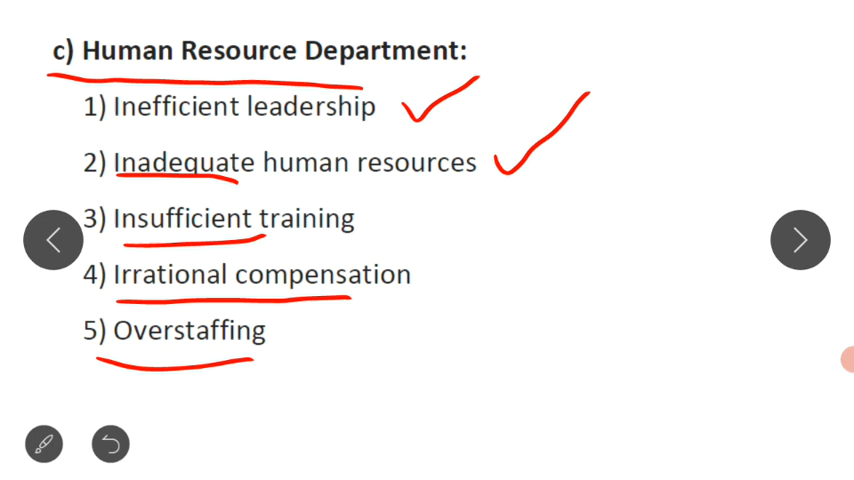 c) Human Resource Department:
1) Inefficient leadership
2) Inadequate human resources
3) Insufficient training
4) Irrational compensation
5) Overstaffing